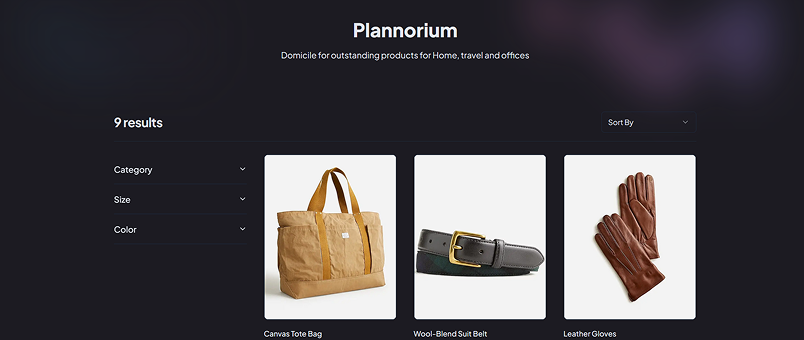 Plannorium
Domicile for outstanding products for Home, travel and offices
9 results
Sort By
Category
Size
Color
Canvas Tote Bag
Wool-Blend Suit Belt
Leather Gloves